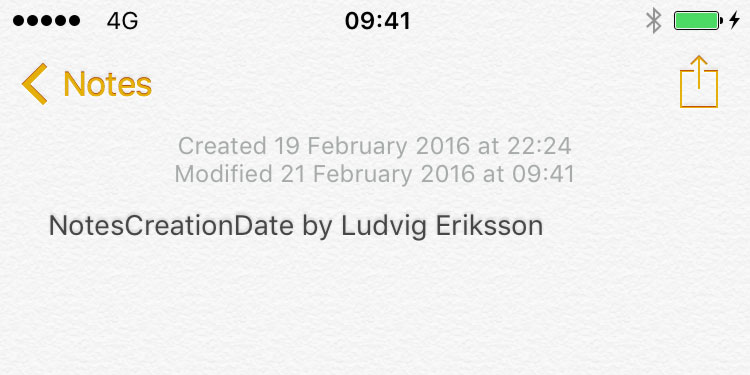 4G 09:41
Notes
Created 19 February 2016 at 22:24
Modified 21 February 2016 at 09:41
NotesCreationDate by Ludvig Eriksson